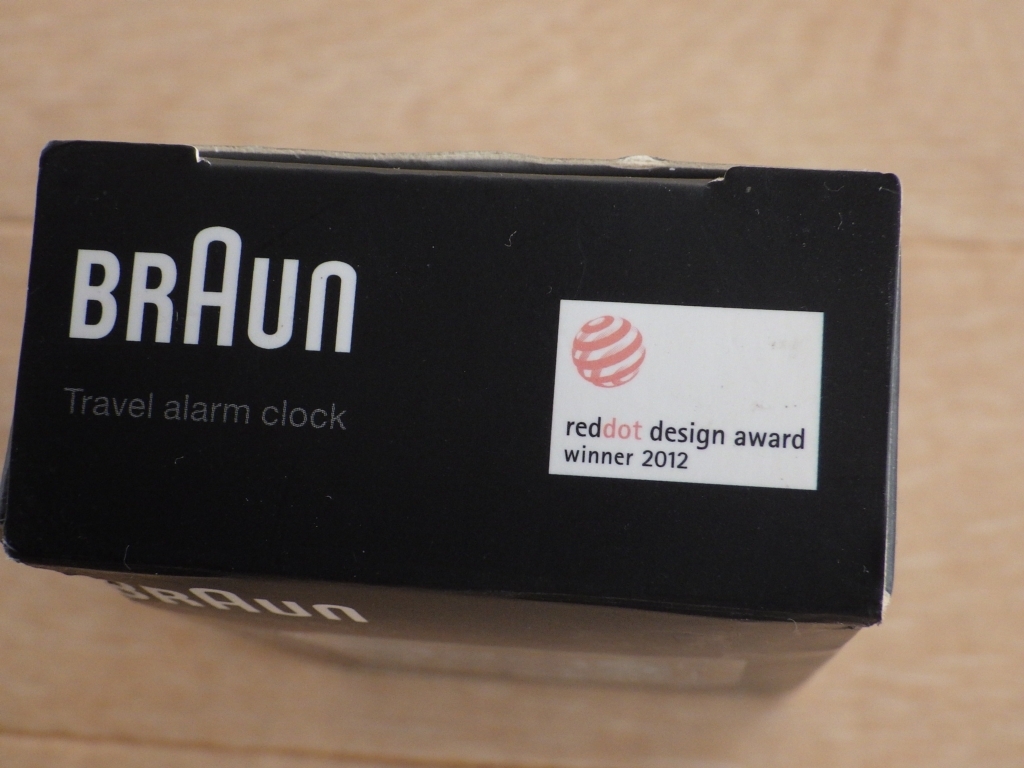 BRAUN
Travel alarm clock
reddot design award
winner 2012
BRAUN